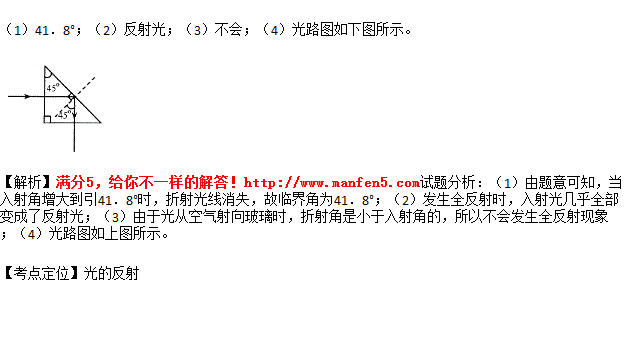 （1）41．8°；（2）反射光；（3）不会；（4）光路图如下图所示。
45°
45°
【解析】满分5，给你不一样的解答！http://www.manfen5.com试题分析：（1）由题意可知，当
入射角增大到引41．8°时，折射光线消失，故临界角为41．8°；（2）发生全反射时，入射光几乎全部
变成了反射光；（3）由于光从空气射向玻璃时，折射角是小于入射角的，所以不会发生全反射现象
；（4）光路图如上图所示。
【考点定位】光的反射